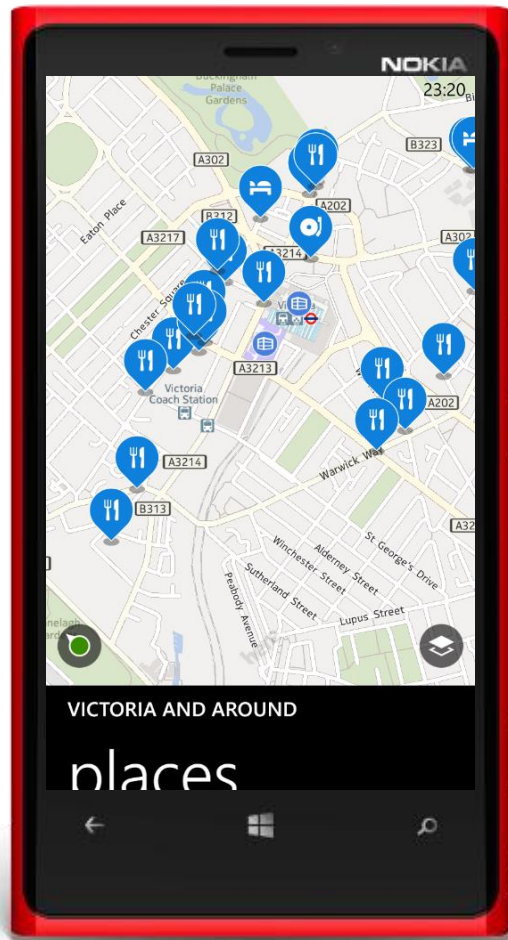 NOKIA
23:20
Buckingham
Palace
Gardens
A302
B323
Eaton Place
B312
A202
A3217
3214
A302
Chester Square
A3213
Victoria
Coach Station
A202
Warwick Way
A3214
B313
A32
St George's Drive
Alderney Street
Winchester Street
Sutherland Street
Peabody Avenue
Lupus Street
VICTORIA AND AROUND
places